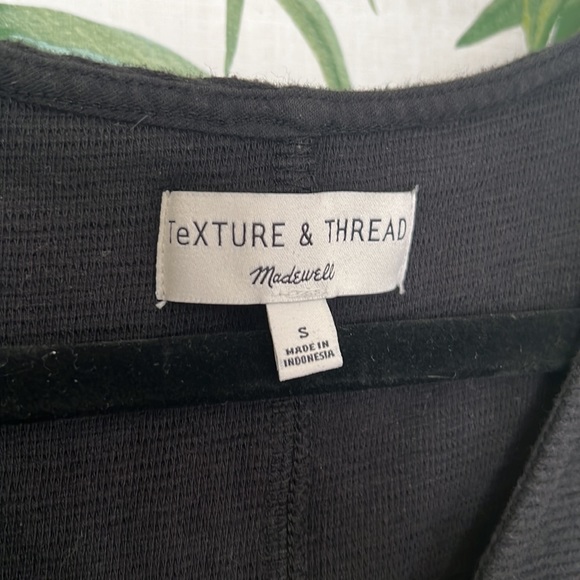 TeXTURE & THREAD
Madewell
S
MADE IN
INDONESIA